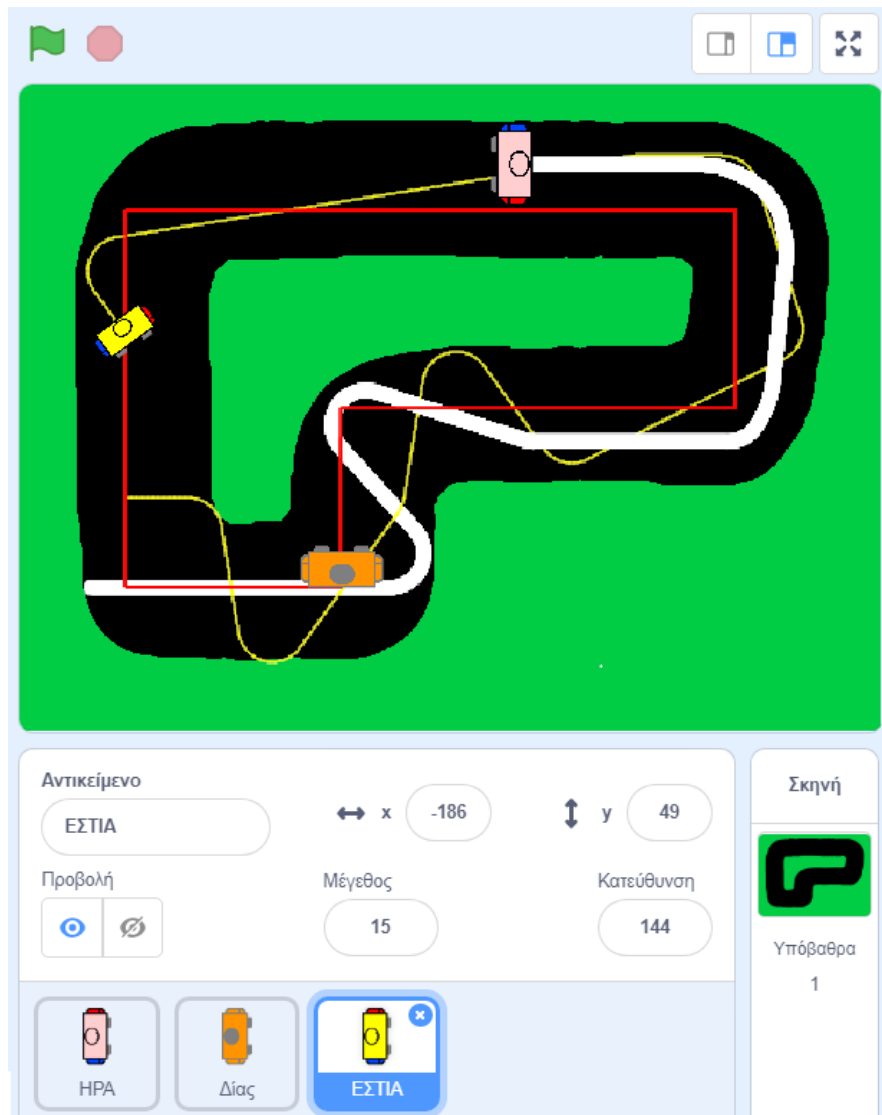 Αντικείμενο
ΕΣΤΙΑ
x -186
y 49
Προβολή
Μέγεθος
15
Κατεύθυνση
144
ΗΡΑ
Δίας
ΕΣΤΙΑ
Σκηνή
Υπόβαθρα
1